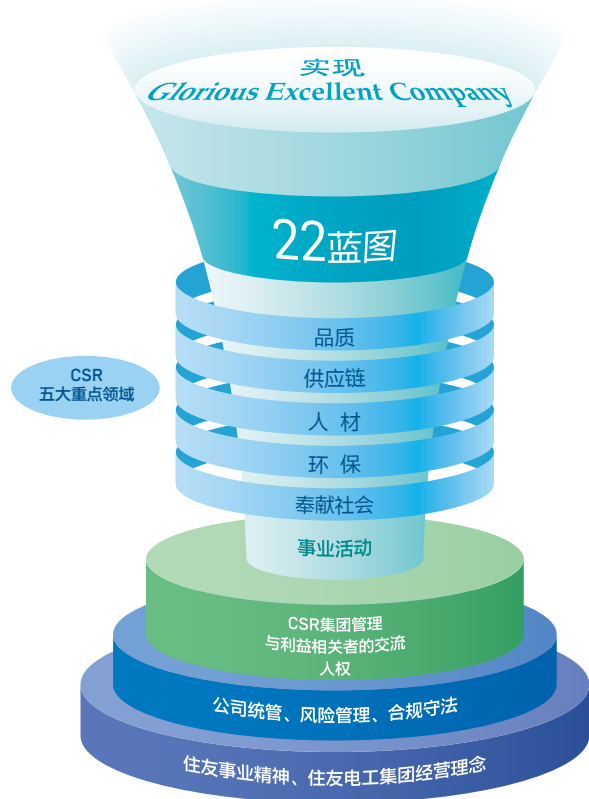 实现
Glorious Excellent Company
22蓝图
品质
供应链
CSR
五大重点领域
人 材
环 保
奉献社会
事业活动
CSR集团管理
与利益相关者的交流
人权
公司统管、风险管理、合规守法
住友事业精神、住友电工集团经营理念